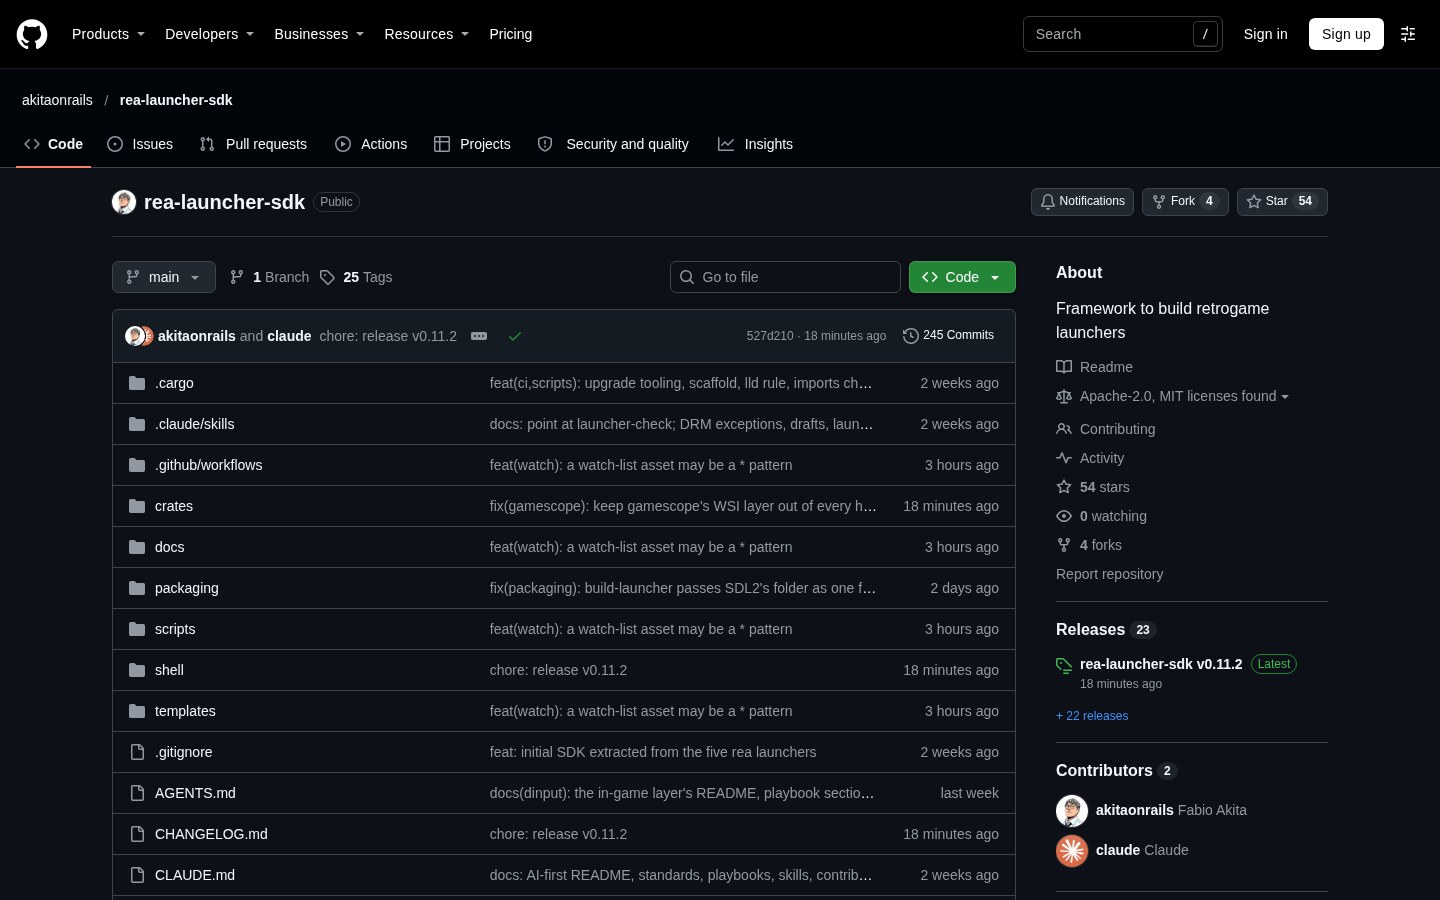 Products Developers Businesses Resources Pricing Search / Sign in Sign up
akitaonrails / rea-launcher-sdk
Code Issues Pull requests Actions Projects Security and quality Insights
rea-launcher-sdk Public Notifications Fork 4 Star 54
main 1 Branch 25 Tags Go to file Code
akitaonrails and claude chore: release v0.11.2 527d210 · 18 minutes ago 245 Commits
.cargo feat(ci,scripts): upgrade tooling, scaffold, lld rule, imports ch… 2 weeks ago
.claude/skills docs: point at launcher-check; DRM exceptions, drafts, laun… 2 weeks ago
.github/workflows feat(watch): a watch-list asset may be a * pattern 3 hours ago
crates fix(gamescope): keep gamescope's WSI layer out of every h… 18 minutes ago
docs feat(watch): a watch-list asset may be a * pattern 3 hours ago
packaging fix(packaging): build-launcher passes SDL2's folder as one f… 2 days ago
scripts feat(watch): a watch-list asset may be a * pattern 3 hours ago
shell chore: release v0.11.2 18 minutes ago
templates feat(watch): a watch-list asset may be a * pattern 3 hours ago
.gitignore feat: initial SDK extracted from the five rea launchers 2 weeks ago
AGENTS.md docs(dinput): the in-game layer's README, playbook sectio… last week
CHANGELOG.md chore: release v0.11.2 18 minutes ago
CLAUDE.md docs: AI-first README, standards, playbooks, skills, contrib… 2 weeks ago
About
Framework to build retrogame
launchers
Readme
Apache-2.0, MIT licenses found
Contributing
Activity
54 stars
0 watching
4 forks
Report repository
Releases 23
rea-launcher-sdk v0.11.2 Latest
18 minutes ago
+ 22 releases
Contributors 2
akitaonrails Fabio Akita
claude Claude